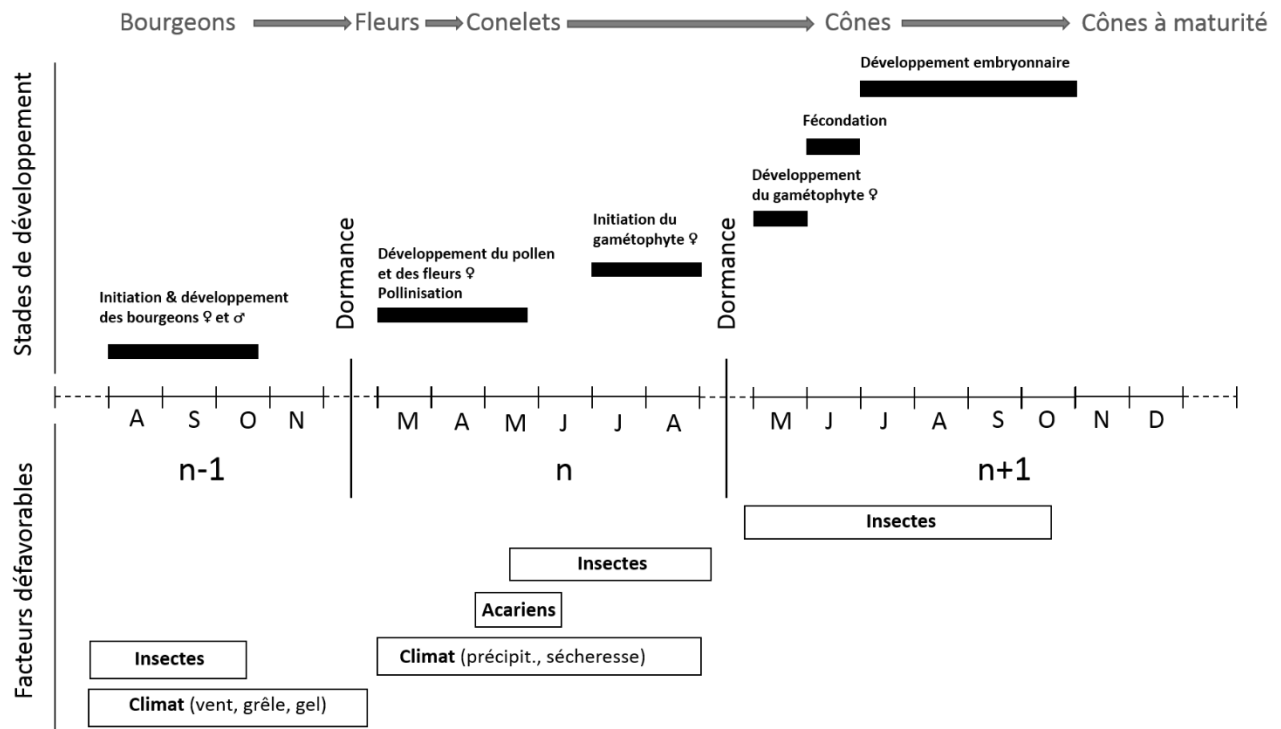 Bourgeons Fleurs Conelets Cônes Cônes à maturité
Stades de développement
Développement embryonnaire
Fécondation
Développement
du gamétophyte ♀
Initiation du
gamétophyte ♀
Développement du pollen
et des fleurs ♀
Pollinisation
Initiation & développement
des bourgeons ♀ et ♂
Dormance
Dormance
A S O N M A M J J A M J J A S O N D
n-1 n n+1
Facteurs défavorables
Insectes
Insectes
Acariens
Insectes
Climat (précipit., sécheresse)
Climat (vent, grêle, gel)